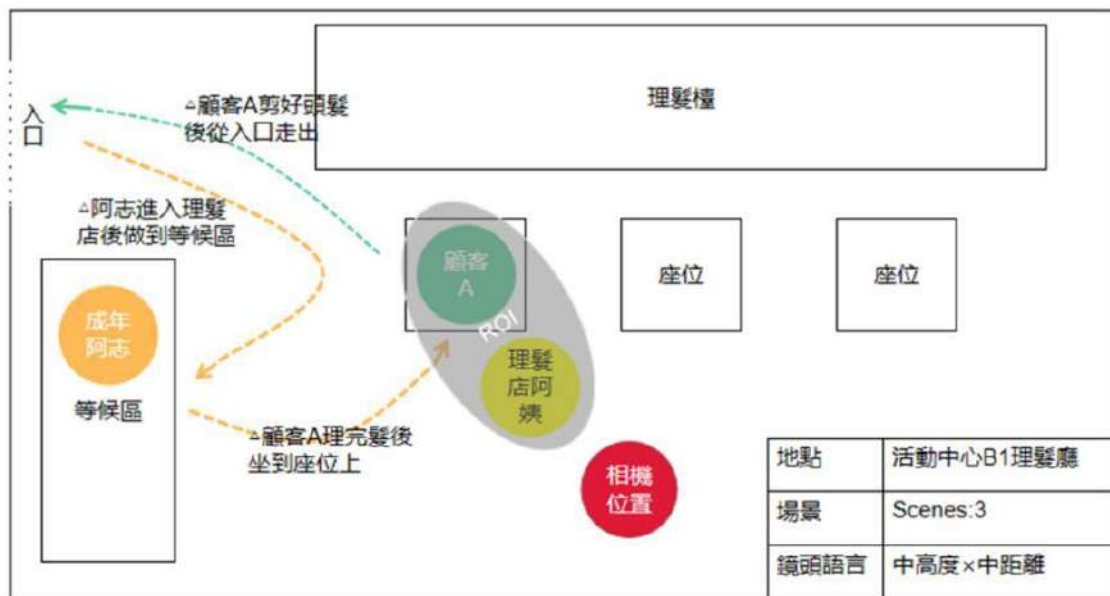 理髮檯
入口
▵顧客A剪好頭髮
後從入口走出
▵阿志進入理髮
店後做到等候區
顧客
A
座位
座位
ROI
成年
阿志
理髮
店阿
姨
等候區
▵顧客A理完髮後
坐到座位上
相機
位置
地點 活動中心B1理髮廳
場景 Scenes:3
鏡頭語言 中高度×中距離